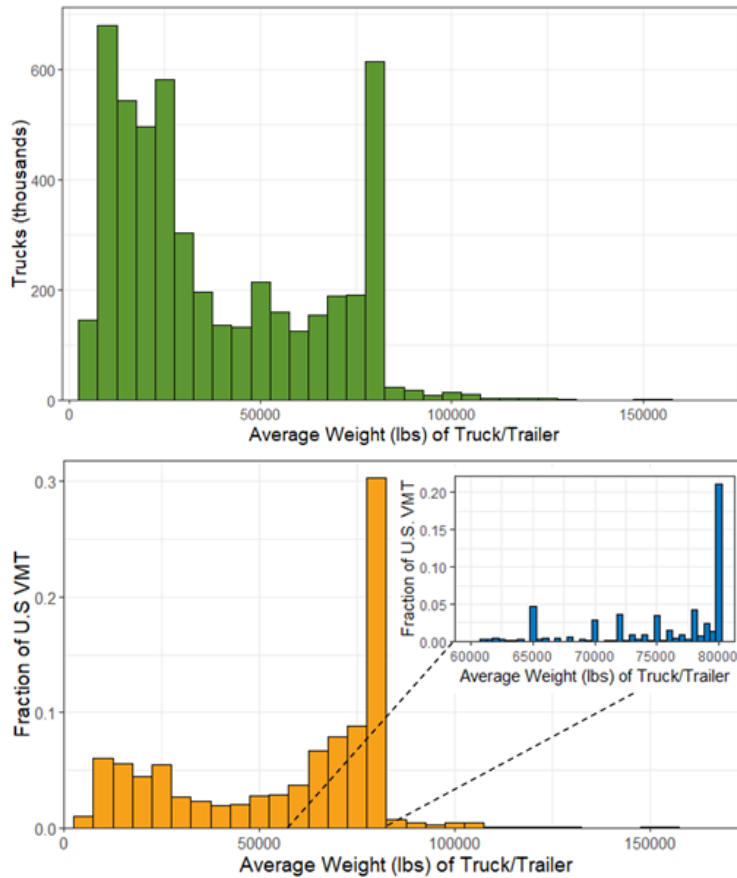 600
400
200
0
Trucks (thousands)
0 50000 100000 150000
Average Weight (lbs) of Truck/Trailer
0.3
0.2
0.1
0.0
Fraction of U.S VMT
0.20
0.15
0.10
0.05
0.00
Fraction of U.S. VMT
60000 65000 70000 75000 80000
Average Weight (lbs) of Truck/Trailer
0 50000 100000 150000
Average Weight (lbs) of Truck/Trailer